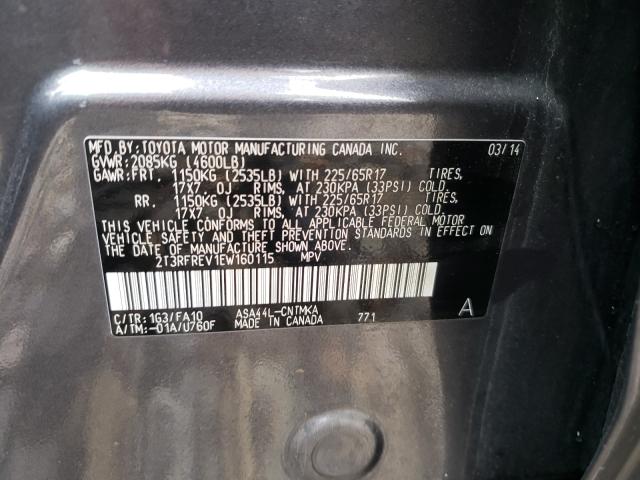 MFD.BY: TOYOTA MOTOR MANUFACTURING CANADA INC. 03/14
GVWR: 2085KG (4600LB)
GAWR: FRT. 1150KG (2535LB) WITH 225/65R17 TIRES,
17X7.0J RIMS, AT 230KPA (33PSI) COLD.
RR. 1150KG (2535LB) WITH 225/65R17 TIRES,
17X7.0J RIMS, AT 230KPA (33PSI) COLD.
THIS VEHICLE CONFORMS TO ALL APPLICABLE FEDERAL MOTOR
VEHICLE, SAFETY AND THEFT PREVENTION STANDARDS IN EFFECT ON
THE DATE OF MANUFACTURE SHOWN ABOVE.
2T3RFREV1EW160115 MPV
C/TR: 1G3/FA10 ASA44L-CNTMKA A
A/TM: -01A/U760F MADE IN CANADA 771